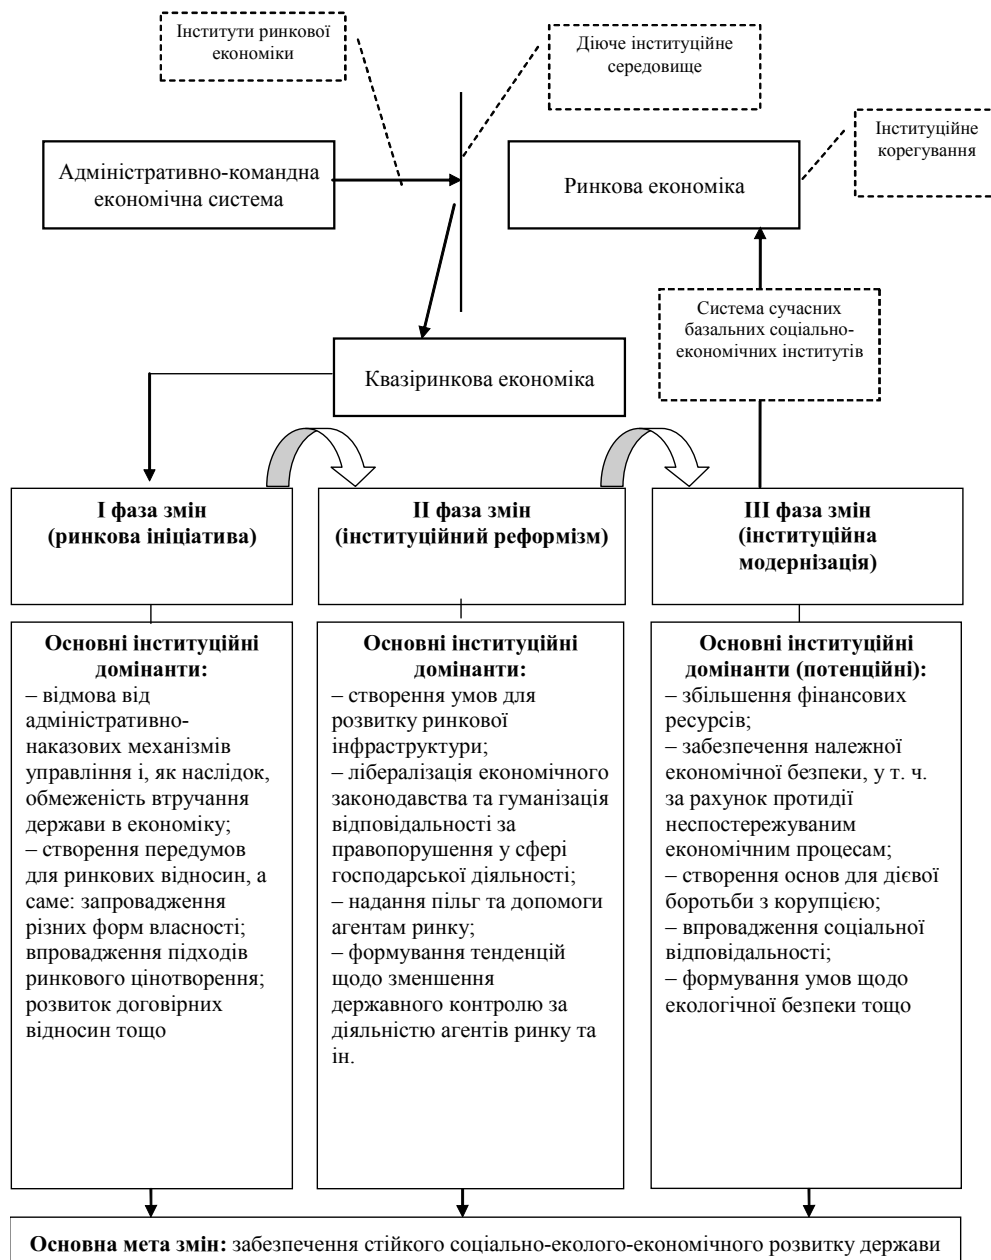 Інститути ринкової
економіки
Діюче інституційне
середовище
Інституційне
корегування
Адміністративно-командна
економічна система
Ринкова економіка
Система сучасних
базальних соціально-
економічних інститутів
Квазіринкова економіка
І фаза змін
(ринкова ініціатива)
ІІ фаза змін
(інституційний реформізм)
ІІІ фаза змін
(інституційна
модернізація)
Основні інституційні
домінанти:
– відмова від
адміністративно-
наказових механізмів
управління і, як наслідок,
обмеженість втручання
держави в економіку;
– створення передумов
для ринкових відносин, а
саме: запровадження
різних форм власності;
впровадження підходів
ринкового цінотворення;
розвиток договірних
відносин тощо
Основні інституційні
домінанти:
– створення умов для
розвитку ринкової
інфраструктури;
– лібералізація економічного
законодавства та гуманізація
відповідальності за
правопорушення у сфері
господарської діяльності;
– надання пільг та допомоги
агентам ринку;
– формування тенденцій
щодо зменшення
державного контролю за
діяльністю агентів ринку та
ін.
Основні інституційні
домінанти (потенційні):
– збільшення фінансових
ресурсів;
– забезпечення належної
економічної безпеки, у т. ч.
за рахунок протидії
неспостережуваним
економічним процесам;
– створення основ для дієвої
боротьби з корупцією;
– впровадження соціальної
відповідальності;
– формування умов щодо
екологічної безпеки тощо
Основна мета змін: забезпечення стійкого соціально-еколого-економічного розвитку держави